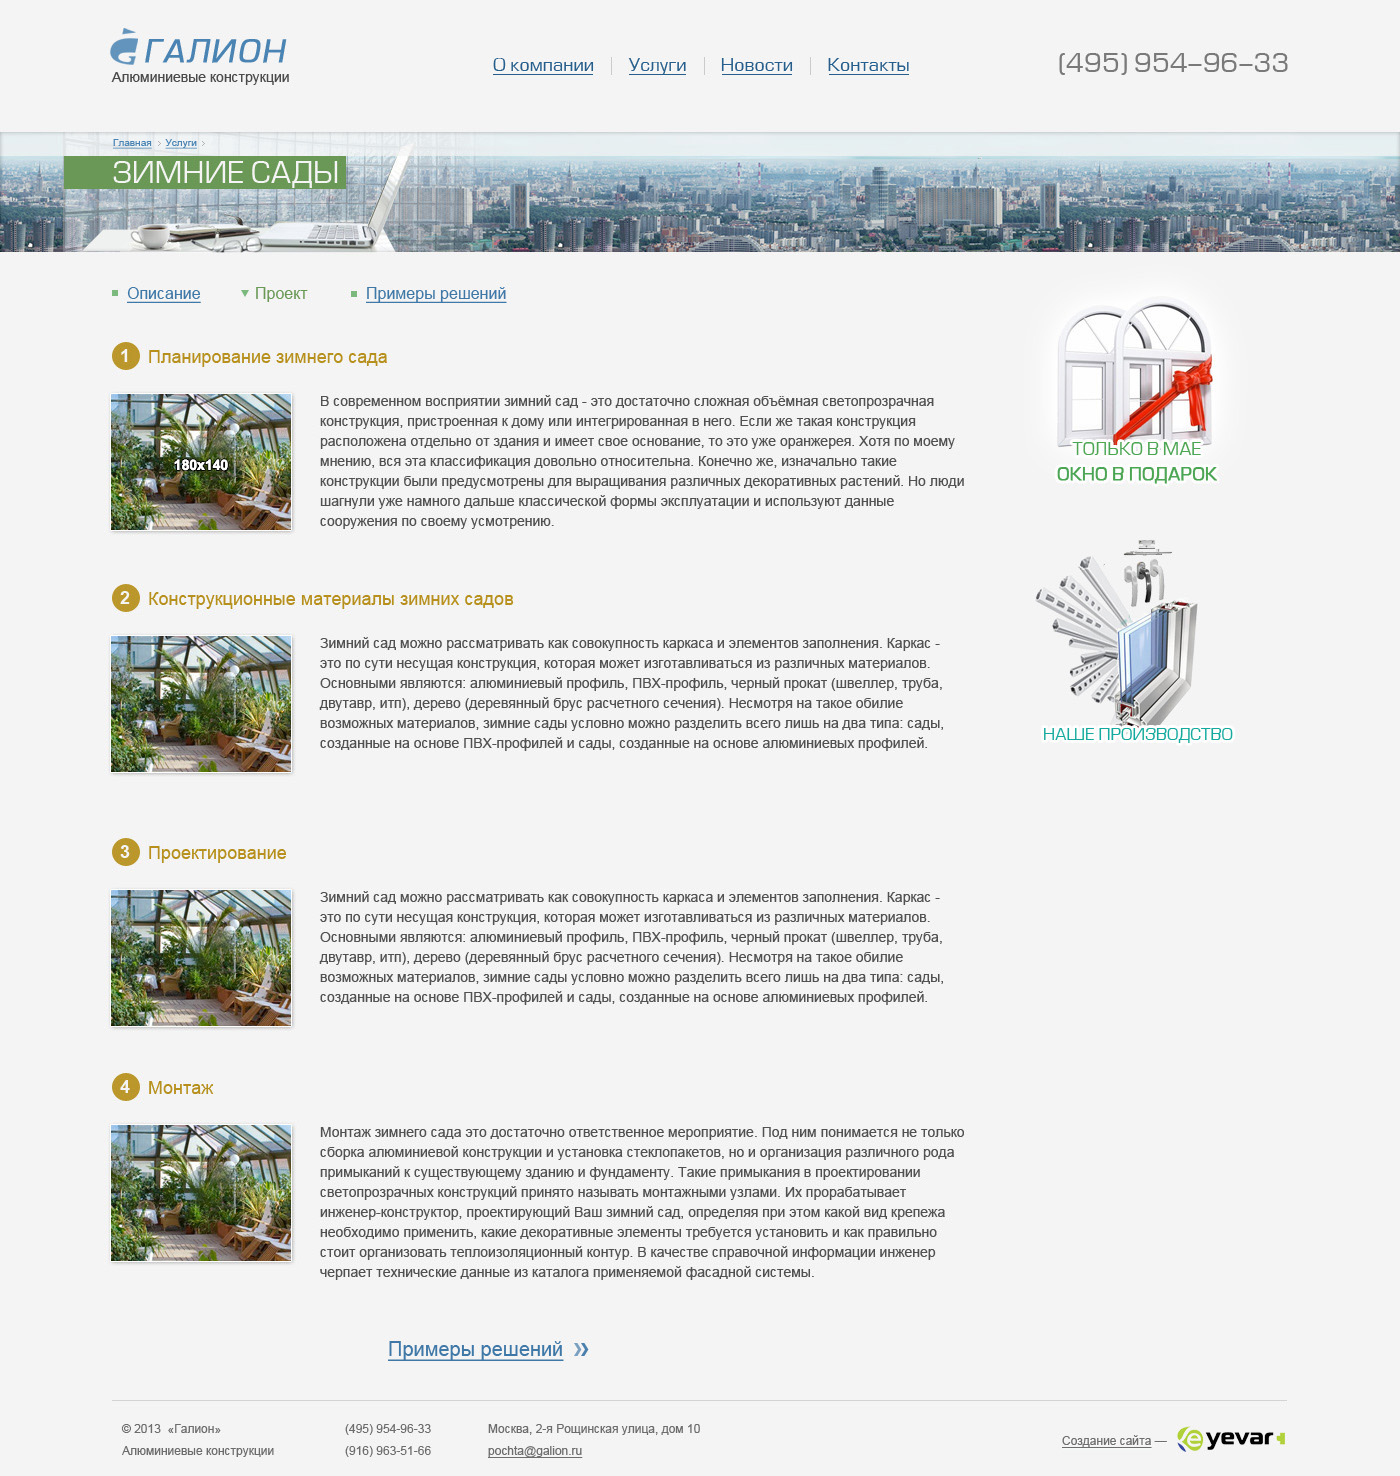 ГАЛИОН
Алюминиевые конструкции
О компании
Услуги
Новости
Контакты
(495) 954-96-33
Главная
Услуги
ЗИМНИЕ САДЫ
Описание
Проект
Примеры решений
1 Планирование зимнего сада
180x140
В современном восприятии зимний сад - это достаточно сложная объёмная светопрозрачная
конструкция, пристроенная к дому или интегрированная в него. Если же такая конструкция
расположена отдельно от здания и имеет свое основание, то это уже оранжерея. Хотя по моему
мнению, вся эта классификация довольно относительна. Конечно же, изначально такие
конструкции были предусмотрены для выращивания различных декоративных растений. Но люди
шагнули уже намного дальше классической формы эксплуатации и используют данные
сооружения по своему усмотрению.
ТОЛЬКО В МАЕ
ОКНО В ПОДАРОК
2 Конструкционные материалы зимних садов
Зимний сад можно рассматривать как совокупность каркаса и элементов заполнения. Каркас -
это по сути несущая конструкция, которая может изготавливаться из различных материалов.
Основными являются: алюминиевый профиль, ПВХ-профиль, черный прокат (швеллер, труба,
двутавр, итп), дерево (деревянный брус расчетного сечения). Несмотря на такое обилие
возможных материалов, зимние сады условно можно разделить всего лишь на два типа: сады,
созданные на основе ПВХ-профилей и сады, созданные на основе алюминиевых профилей.
НАШЕ ПРОИЗВОДСТВО
3 Проектирование
Зимний сад можно рассматривать как совокупность каркаса и элементов заполнения. Каркас -
это по сути несущая конструкция, которая может изготавливаться из различных материалов.
Основными являются: алюминиевый профиль, ПВХ-профиль, черный прокат (швеллер, труба,
двутавр, итп), дерево (деревянный брус расчетного сечения). Несмотря на такое обилие
возможных материалов, зимние сады условно можно разделить всего лишь на два типа: сады,
созданные на основе ПВХ-профилей и сады, созданные на основе алюминиевых профилей.
4 Монтаж
Монтаж зимнего сада это достаточно ответственное мероприятие. Под ним понимается не только
сборка алюминиевой конструкции и установка стеклопакетов, но и организация различного рода
примыканий к существующему зданию и фундаменту. Такие примыкания в проектировании
светопрозрачных конструкций принято называть монтажными узлами. Их прорабатывает
инженер-конструктор, проектирующий Ваш зимний сад, определяя при этом какой вид крепежа
необходимо применить, какие декоративные элементы требуется установить и как правильно
стоит организовать теплоизоляционный контур. В качестве справочной информации инженер
черпает технические данные из каталога применяемой фасадной системы.
Примеры решений »
© 2013 «Галион»
Алюминиевые конструкции
(495) 954-96-33
(916) 963-51-66
Москва, 2-я Рощинская улица, дом 10
pochta@galion.ru
Создание сайта —
yevar